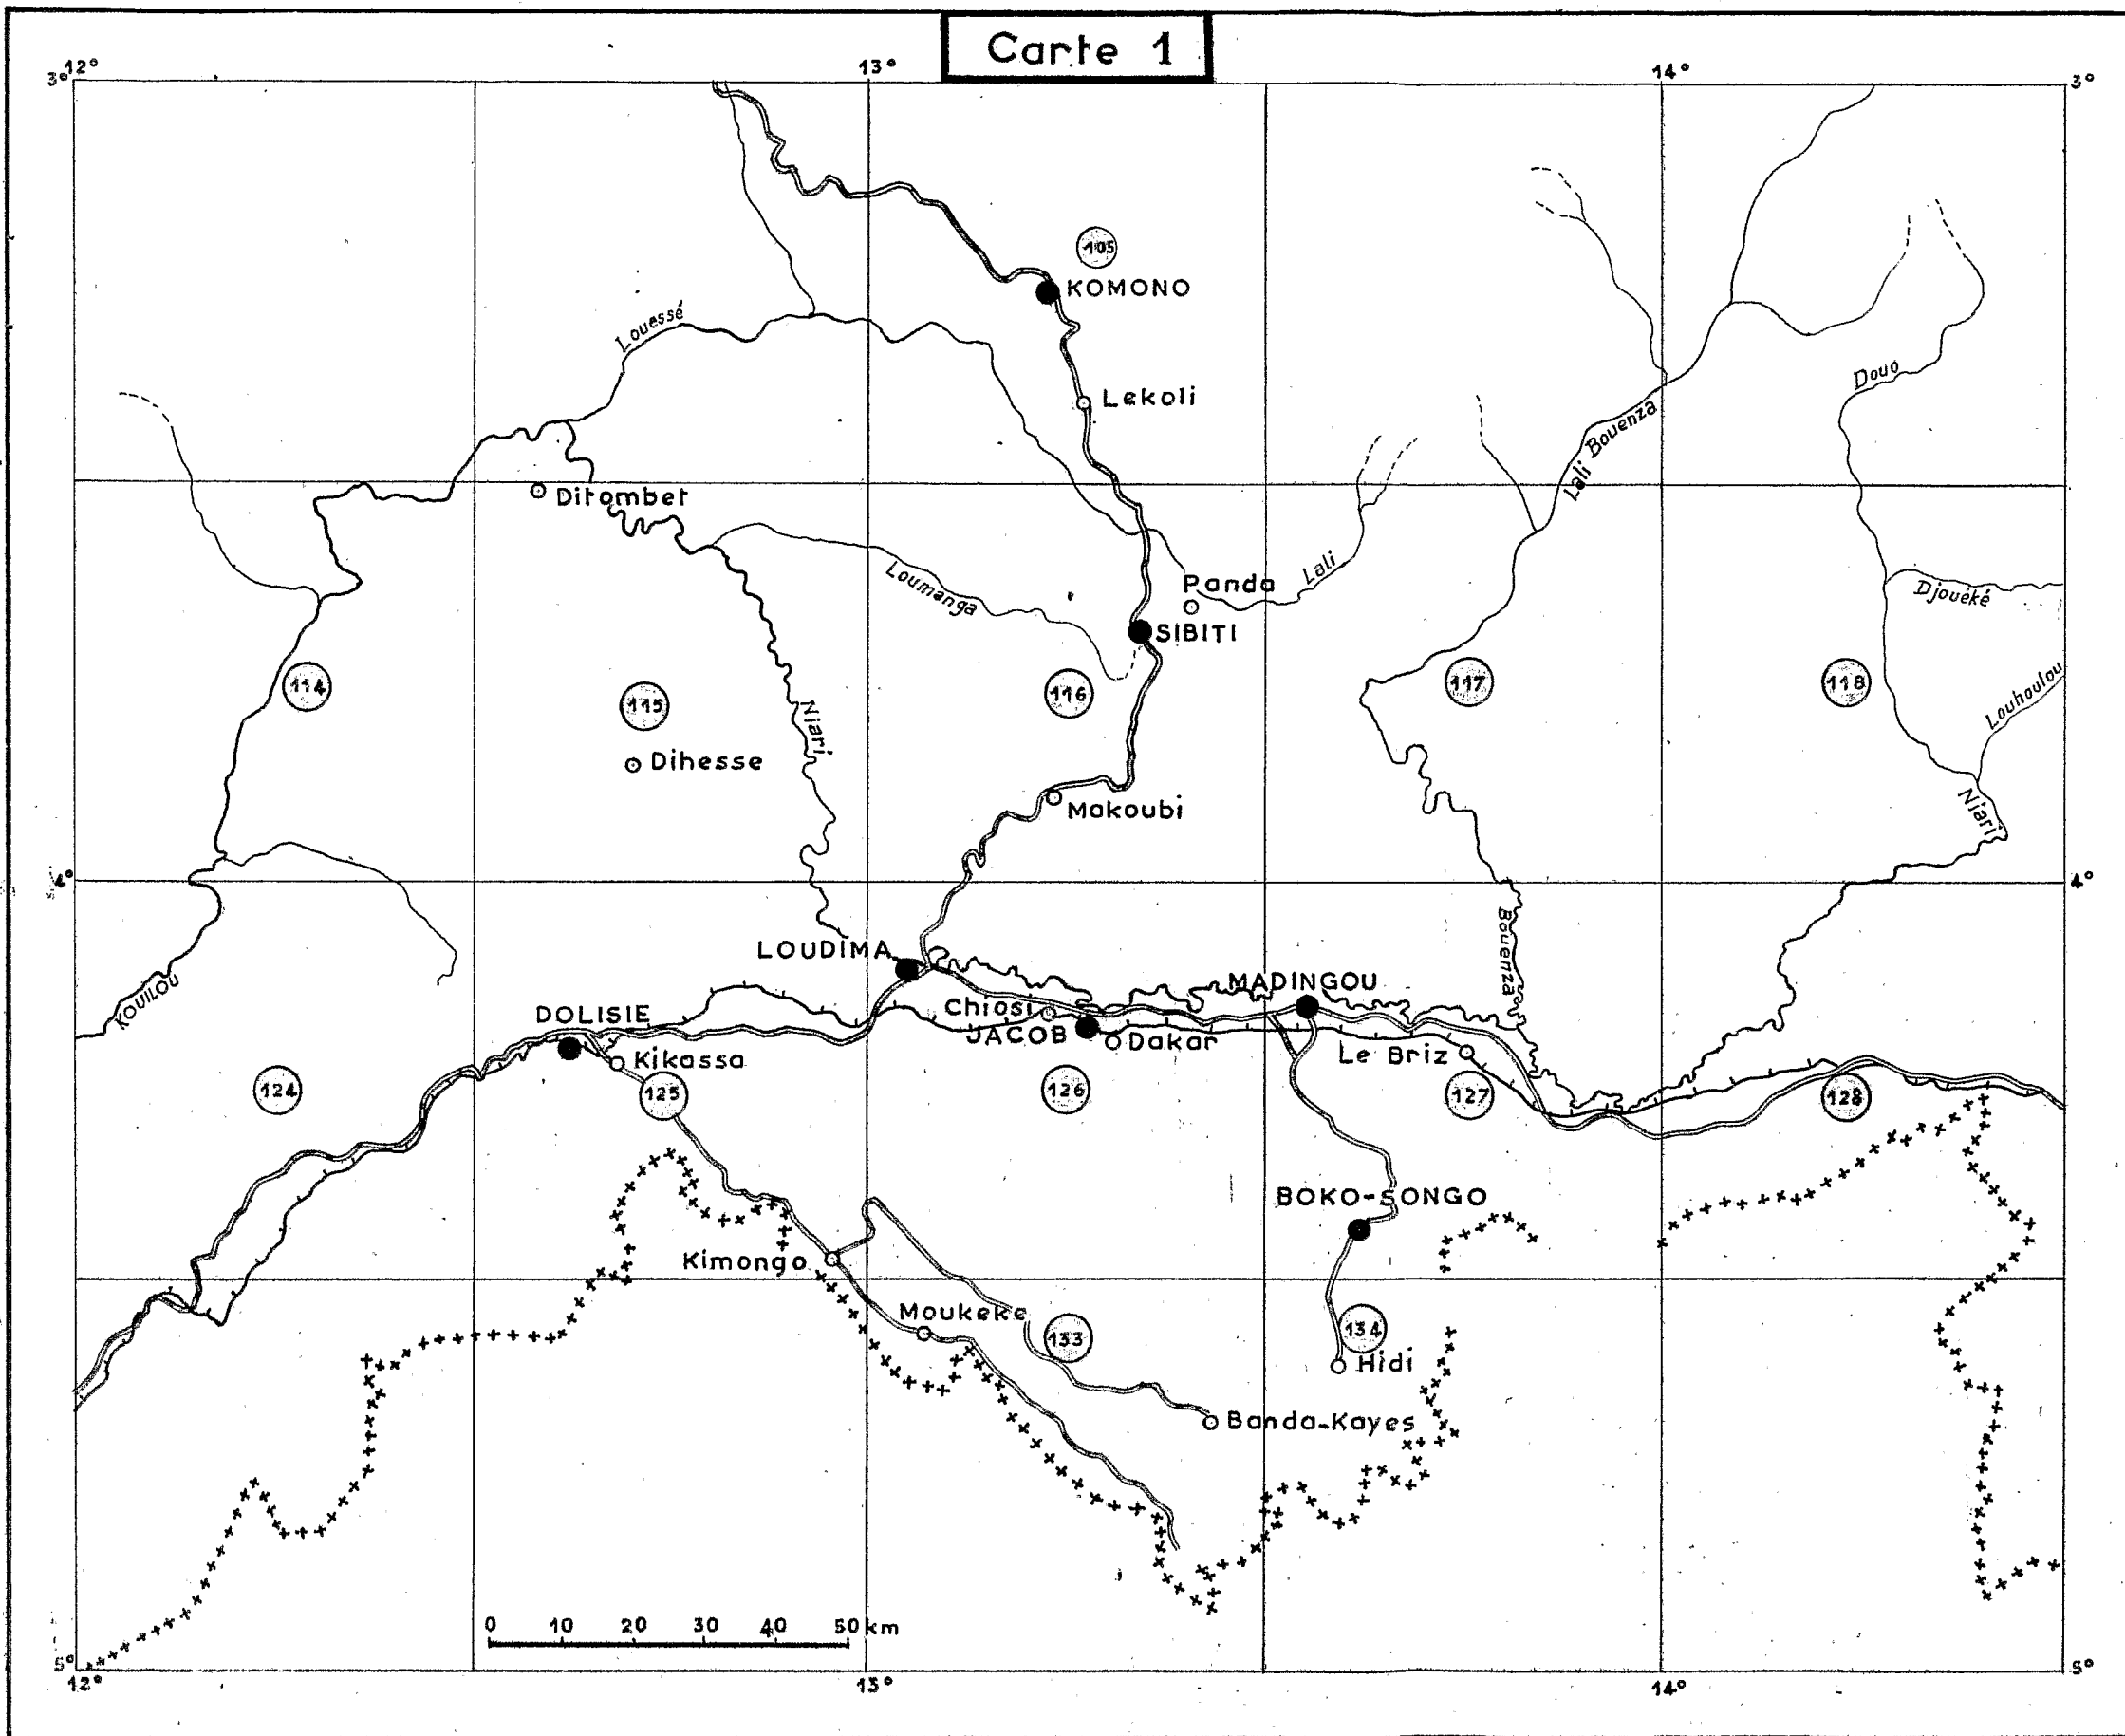 Carte 1
12° 13° 14°
3° 3°
105
KOMONO
Louessé
Douo
Lekoli
Lali Bouenza
Ditombet
Loumanga
Lali
Panda
Djouéké
SIBITI
114
115
116
117
118
Niari
Louhoulou
Dihesse
Makoubi
Niari
4° 4°
Bouenza
LOUDIMA
KOUILOU
MADINGOU
Chiosi
DOLISIE
JACOB
Dakar
Kikassa
Le Briz
124
125
126
127
128
BOKO-SONGO
Kimongo
Moukeke
133
134
Hidi
Banda-Kayes
0 10 20 30 40 50 km
5° 5°
12° 13° 14°